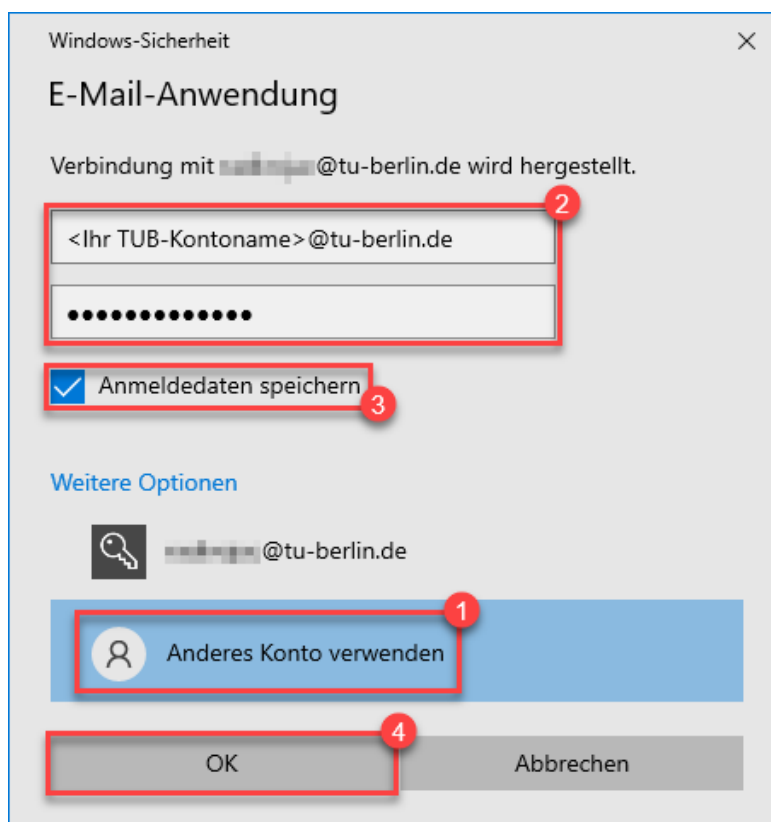 Windows-Sicherheit
E-Mail-Anwendung
Verbindung mit @tu-berlin.de wird hergestellt.
2
<Ihr TUB-Kontoname>@tu-berlin.de
•••••••••••••
Anmeldedaten speichern
3
Weitere Optionen
@tu-berlin.de
1
Anderes Konto verwenden
4
OK
Abbrechen